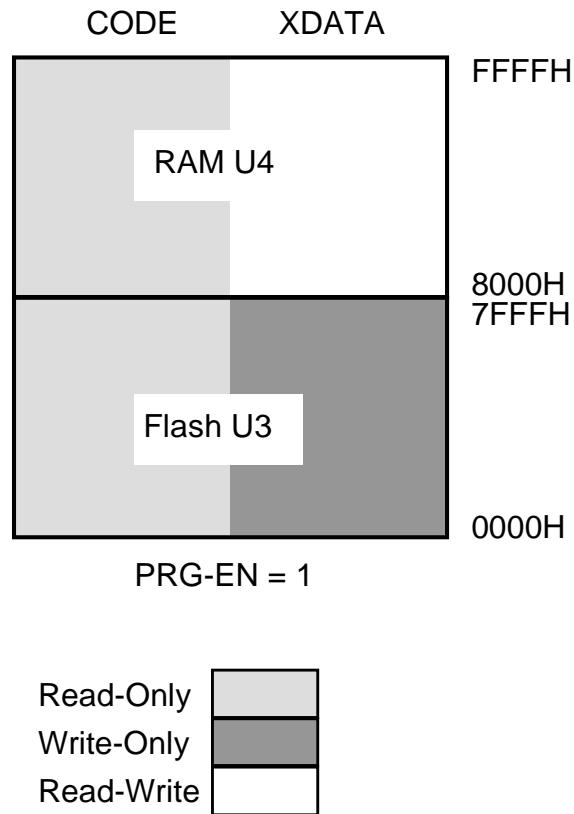 CODE XDATA
FFFFH
RAM U4
8000H
7FFFH
Flash U3
0000H
PRG-EN = 1
Read-Only
Write-Only
Read-Write